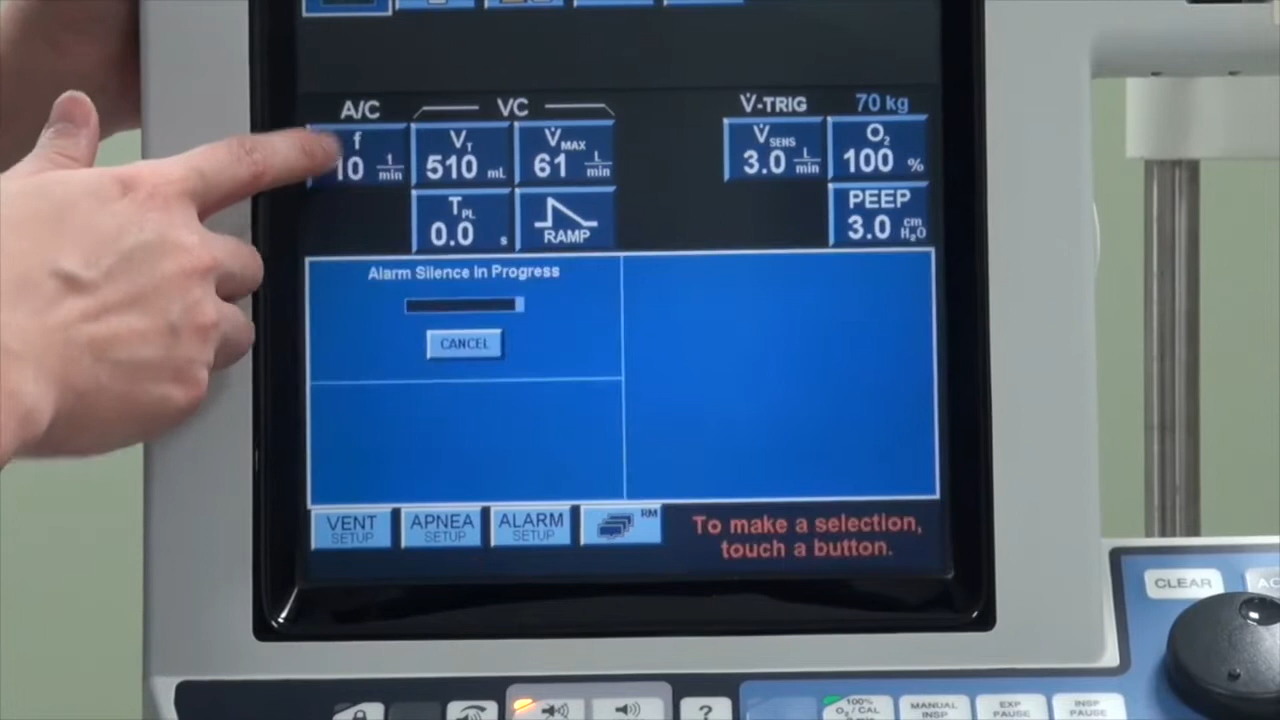 A/C VC V̇-TRIG 70 kg
f VT V̇MAX V̇SENS O2
10 1/min 510 mL 61 L/min 3.0 L/min 100 %
TPL PEEP
0.0 s RAMP 3.0 cm H2O
Alarm Silence In Progress
CANCEL
VENT APNEA ALARM RM
SETUP SETUP SETUP
To make a selection,
touch a button.
CLEAR
100% MANUAL EXP INSP
O2 / CAL INSP PAUSE PAUSE
?